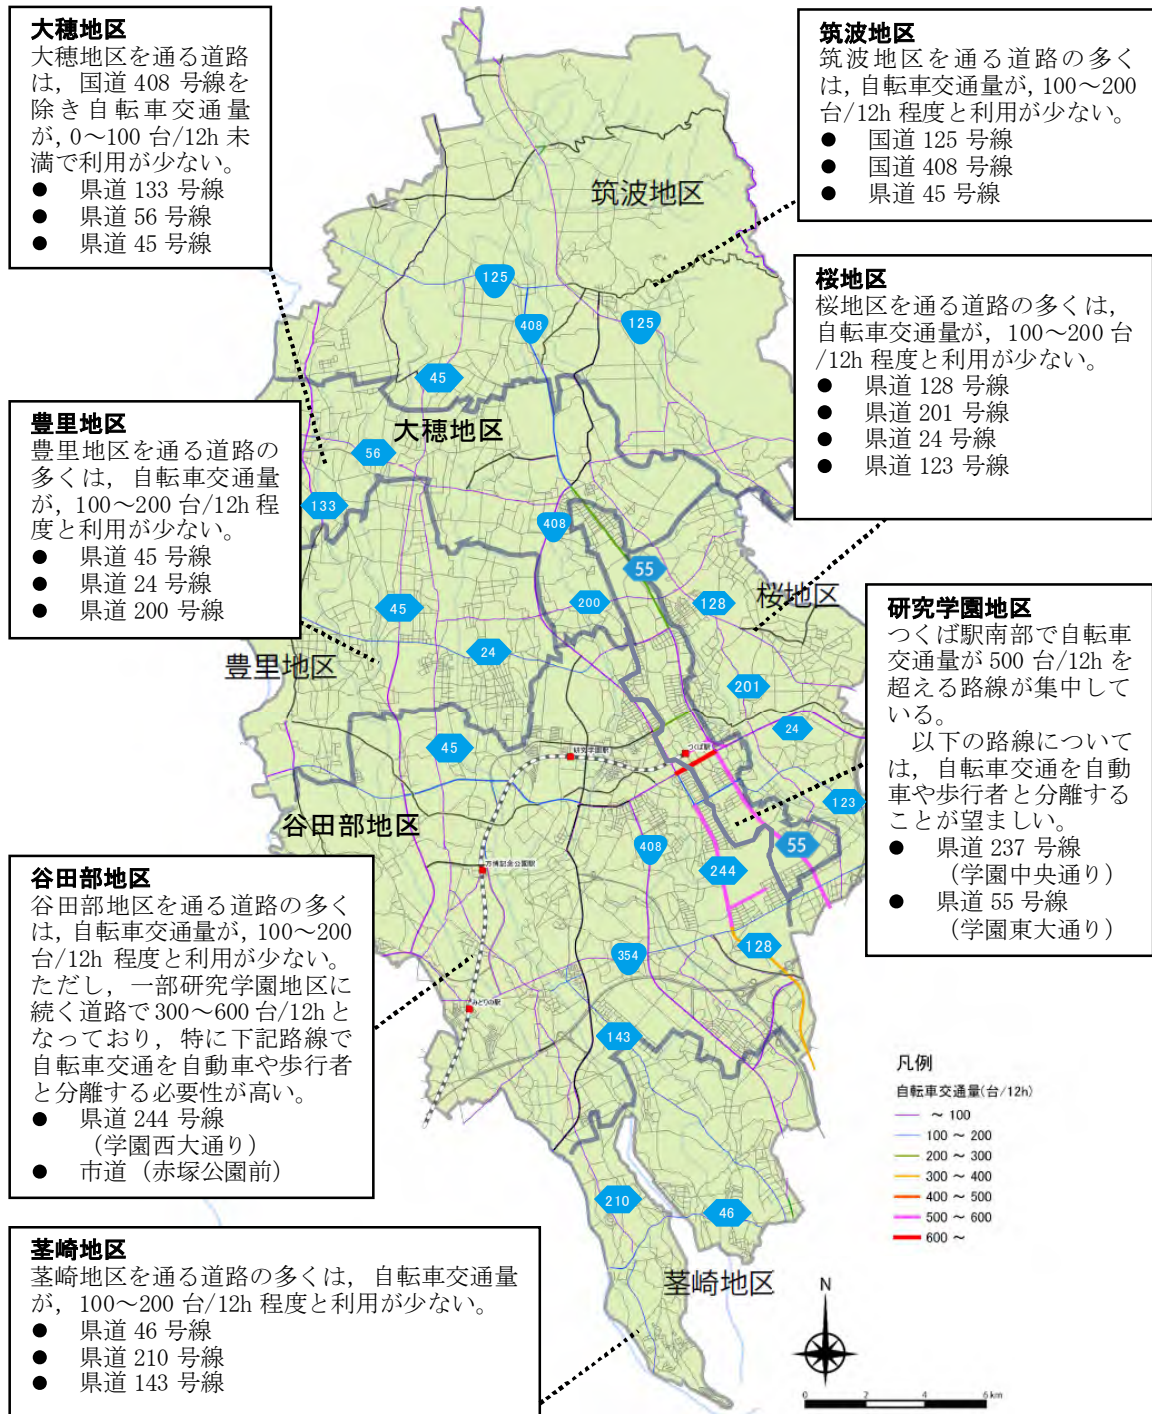 大穂地区
大穂地区を通る道路
は，国道 408 号線を
除き自転車交通量
が，0～100 台/12h 未
満で利用が少ない。
● 県道 133 号線
● 県道 56 号線
● 県道 45 号線
筑波地区
筑波地区を通る道路の多く
は，自転車交通量が，100～200
台/12h 程度と利用が少ない。
● 国道 125 号線
● 国道 408 号線
● 県道 45 号線
桜地区
桜地区を通る道路の多くは，
自転車交通量が，100～200 台
/12h 程度と利用が少ない。
● 県道 128 号線
● 県道 201 号線
● 県道 24 号線
● 県道 123 号線
豊里地区
豊里地区を通る道路の
多くは，自転車交通量
が，100～200 台/12h 程
度と利用が少ない。
● 県道 45 号線
● 県道 24 号線
● 県道 200 号線
研究学園地区
つくば駅南部で自転車
交通量が 500 台/12h を
超える路線が集中して
いる。
以下の路線について
は，自転車交通を自動
車や歩行者と分離する
ことが望ましい。
● 県道 237 号線
（学園中央通り）
● 県道 55 号線
（学園東大通り）
谷田部地区
谷田部地区を通る道路の多く
は，自転車交通量が，100～200
台/12h 程度と利用が少ない。
ただし，一部研究学園地区に
続く道路で 300～600 台/12h と
なっており，特に下記路線で
自転車交通を自動車や歩行者
と分離する必要性が高い。
● 県道 244 号線
（学園西大通り）
● 市道（赤塚公園前）
茎崎地区
茎崎地区を通る道路の多くは，自転車交通量
が，100～200 台/12h 程度と利用が少ない。
● 県道 46 号線
● 県道 210 号線
● 県道 143 号線
筑波地区
125
408
125
45
大穂地区
56
133
408
55
200
128
桜地区
45
24
豊里地区
201
24
45
研究学園駅
つくば駅
123
谷田部地区
408
55
万博記念公園駅
244
128
354
みどりの駅
143
210
46
茎崎地区
凡例
自転車交通量(台/12h)
～ 100
100 ～ 200
200 ～ 300
300 ～ 400
400 ～ 500
500 ～ 600
600 ～
N
0 2 4 6 km